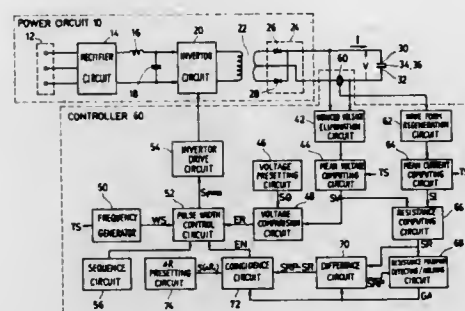 POWER CIRCUIT 10
12
14
RECTIFIER
CIRCUIT
16
18
20
INVERTOR
CIRCUIT
22
26
24
28
I
V
60
30
34,36
32
CONTROLLER 60
54
INVERTOR
DRIVE CIRCUIT
42
INDUCED VOLTAGE
ELIMINATION
CIRCUIT
62
WAVE FORM
REGENERATION
CIRCUIT
46
VOLTAGE
PRESETTING
CIRCUIT
44
MEAN VOLTAGE
COMPUTING
CIRCUIT
TS
64
MEAN CURRENT
COMPUTING
CIRCUIT
TS
50
FREQUENCY
GENERATOR
TS
WS
52
PULSE WIDTH
CONTROL
CIRCUIT
ER
48
VOLTAGE
COMPARISON
CIRCUIT
SO
SV
SI
66
RESISTANCE
COMPUTING
CIRCUIT
EN
SR
SEQUENCE
CIRCUIT
56
ΔR
PRESETTING
CIRCUIT
74
S(ΔR)
COINCIDENCE
CIRCUIT
72
SRP-SR
70
DIFFERENCE
CIRCUIT
SRP
68
RESISTANCE MAXIMUM
DETECTING/HOLDING
CIRCUIT
GA